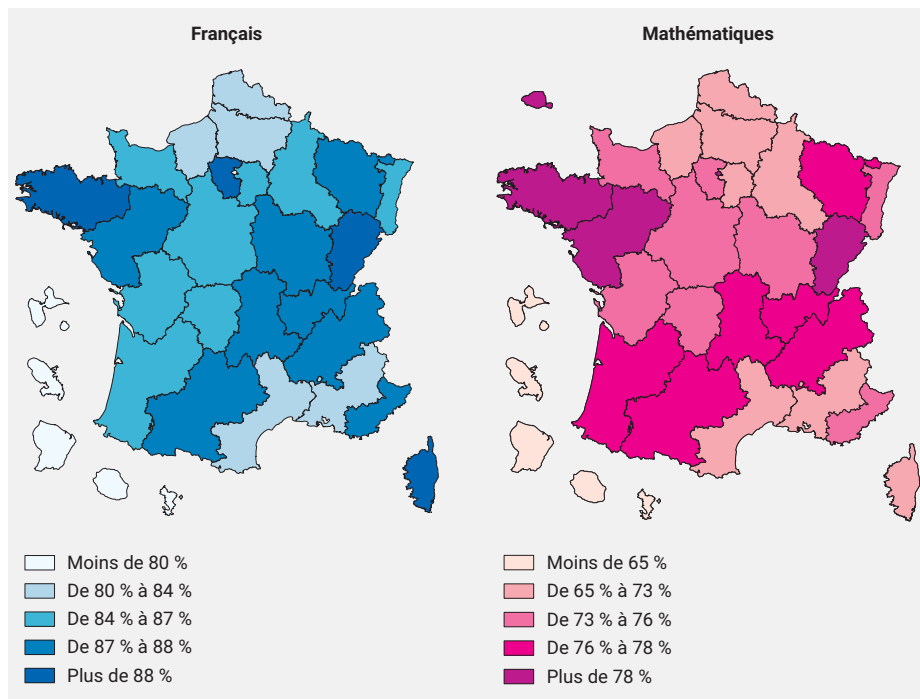 Français
Moins de 80 %
De 80 % à 84 %
De 84 % à 87 %
De 87 % à 88 %
Plus de 88 %
Mathématiques
Moins de 65 %
De 65 % à 73 %
De 73 % à 76 %
De 76 % à 78 %
Plus de 78 %